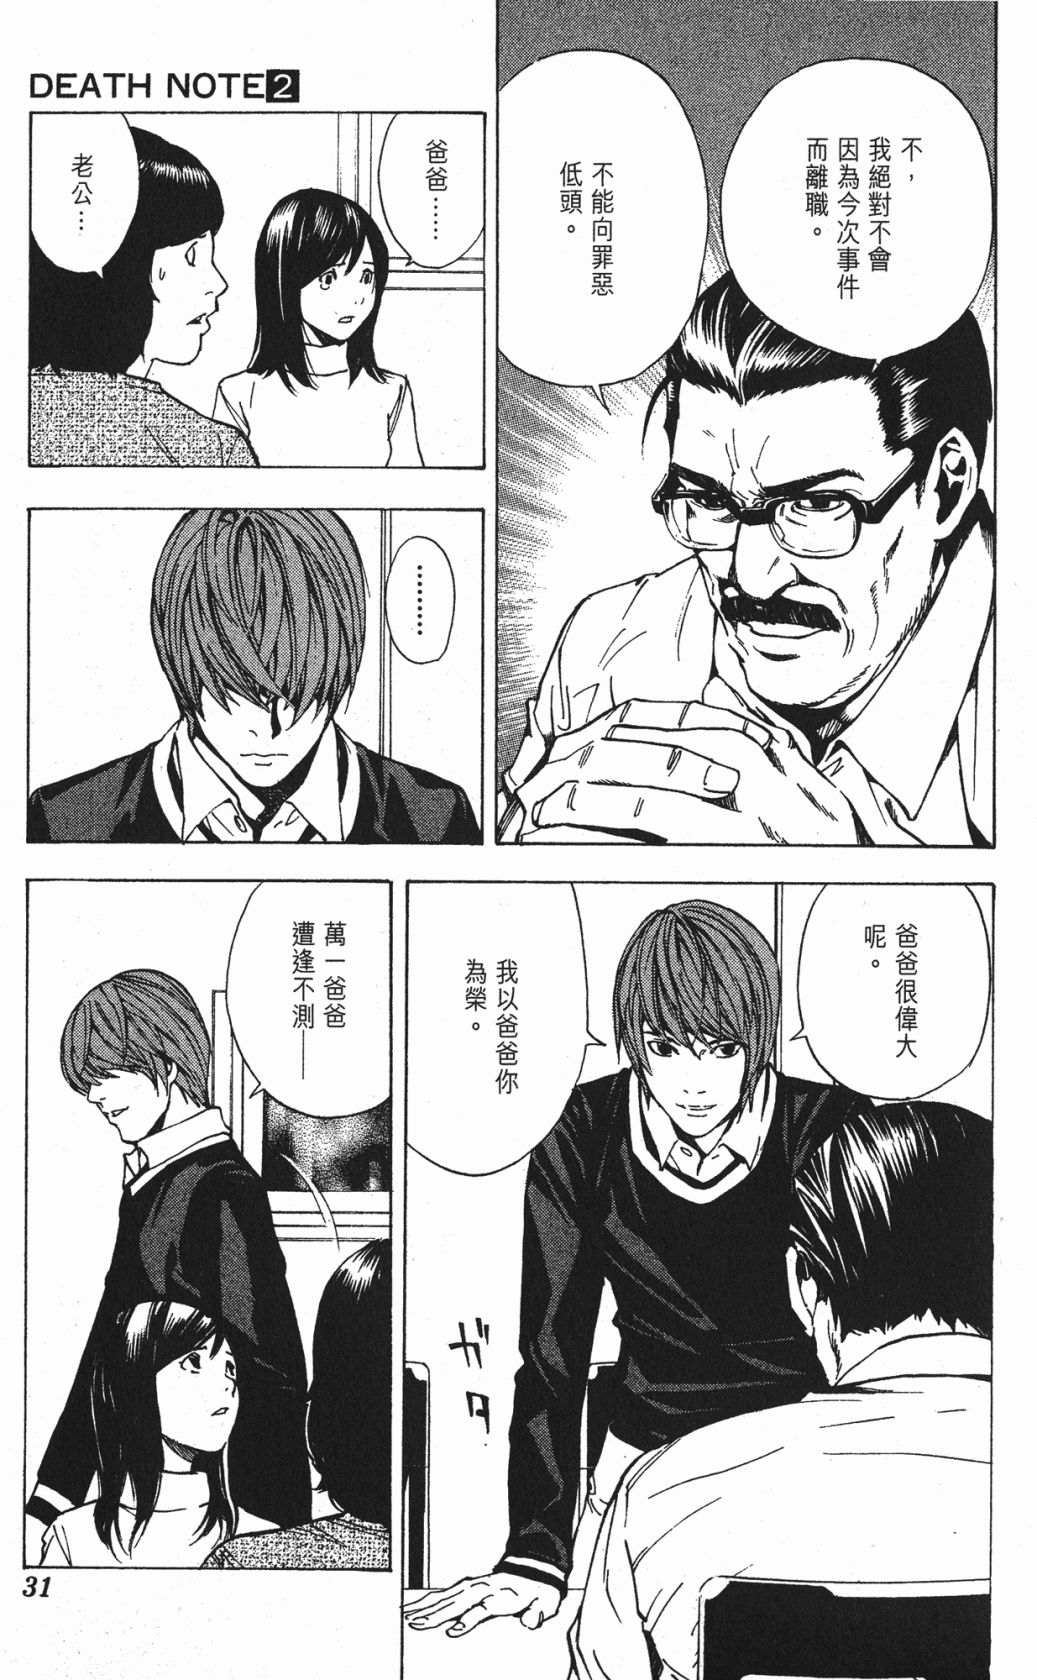 DEATH NOTE2
不，
我絕對不會
因為今次事件
而離職。
不能向罪惡
低頭。
爸爸……
老公…
………
爸爸很偉大
呢。
我以爸爸你
為榮。
ガタ
萬一爸爸
遭逢不測——
31